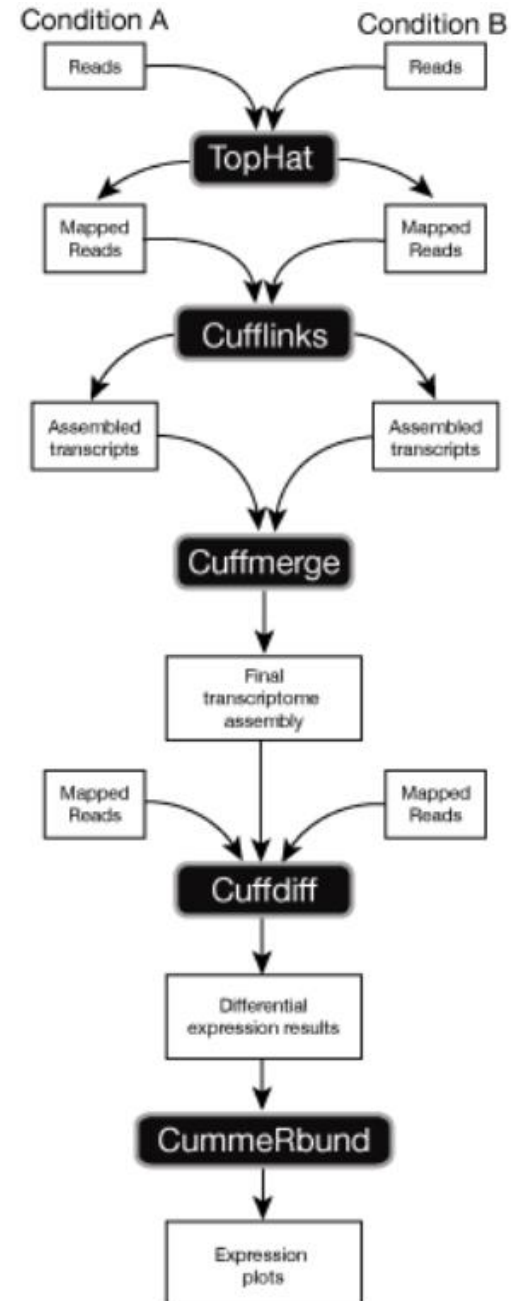 Condition A
Condition B
Reads
Reads
TopHat
Mapped
Reads
Mapped
Reads
Cufflinks
Assembled
transcripts
Assembled
transcripts
Cuffmerge
Final
transcriptome
assembly
Mapped
Reads
Mapped
Reads
Cuffdiff
Differential
expression results
CummeRbund
Expression
plots